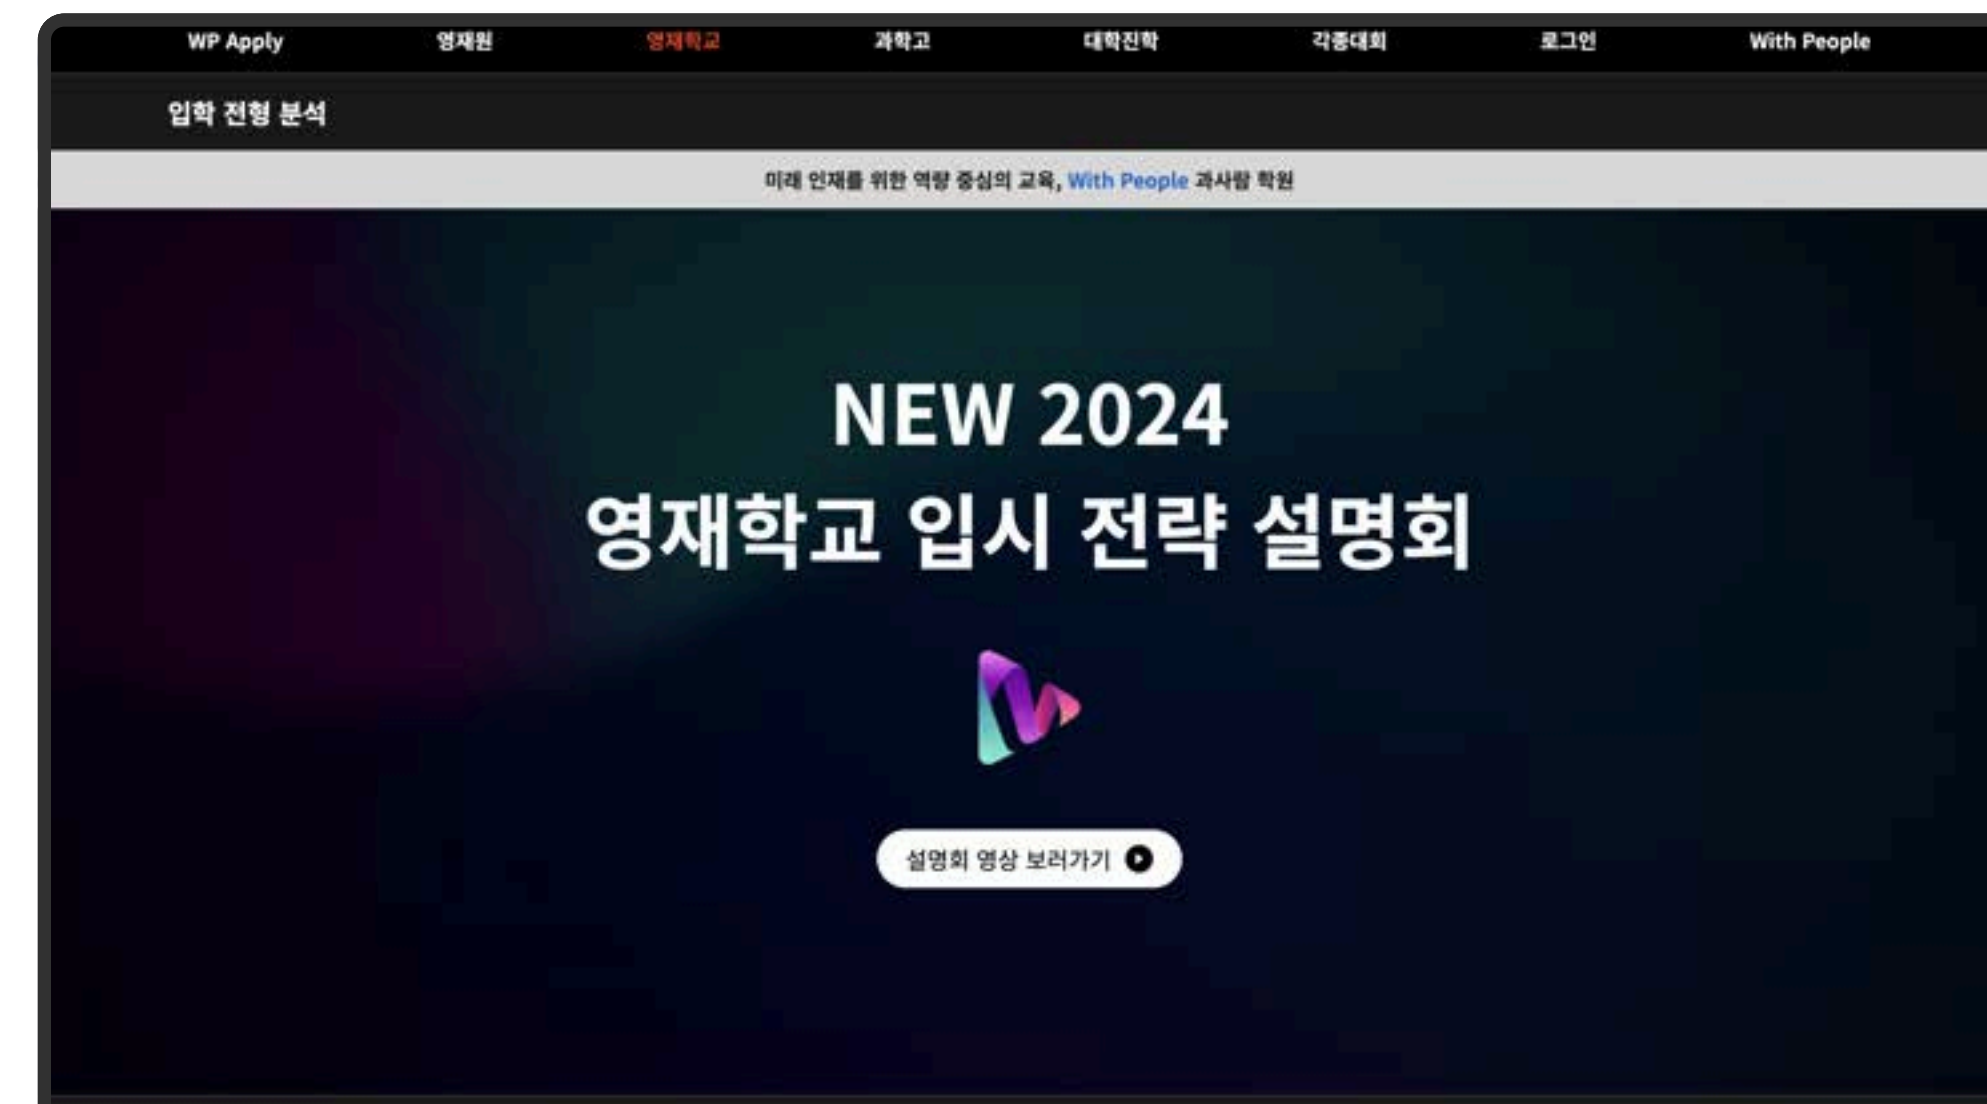 WP Apply 영재원 영재학교 과학고 대학진학 각종대회 로그인 With People
입학 전형 분석
미래 인재를 위한 역량 중심의 교육, With People 과사람 학원
NEW 2024
영재학교 입시 전략 설명회
설명회 영상 보러가기